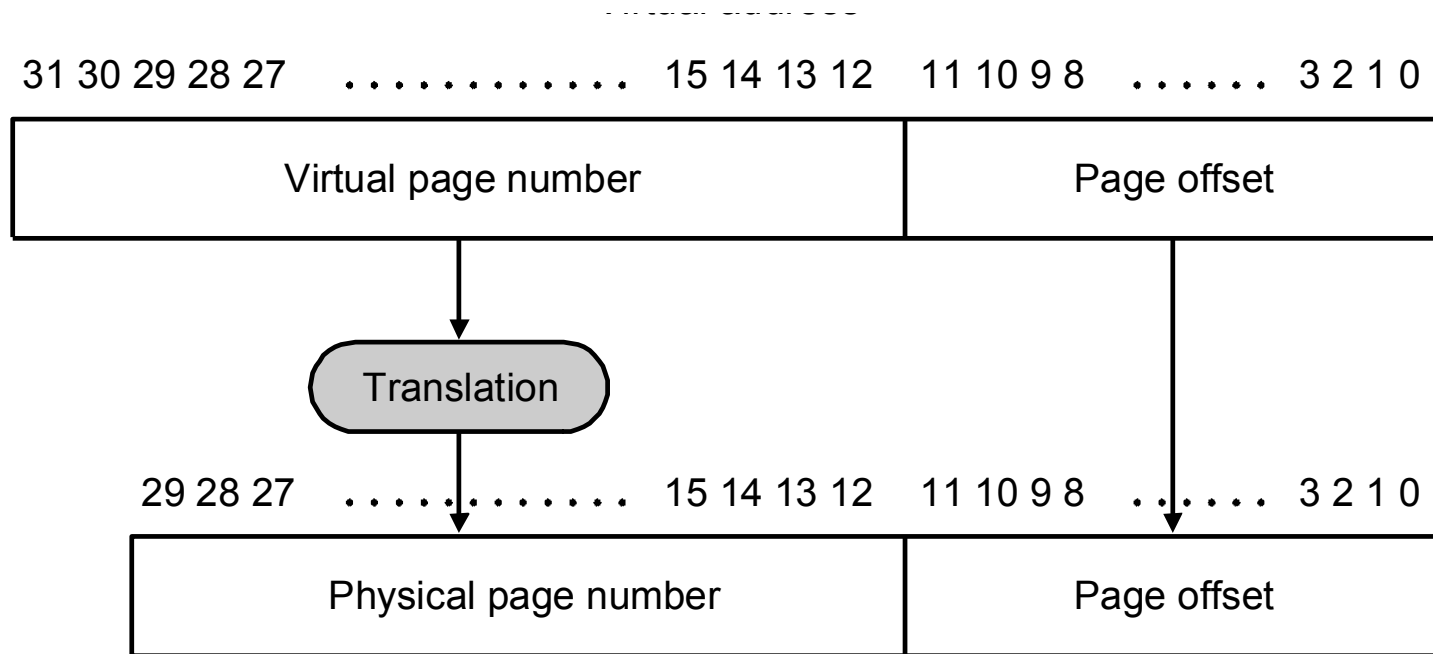 31 30 29 28 27 ............ 15 14 13 12 11 10 9 8 ...... 3 2 1 0
Virtual page number Page offset
Translation
29 28 27 ............ 15 14 13 12 11 10 9 8 ...... 3 2 1 0
Physical page number Page offset